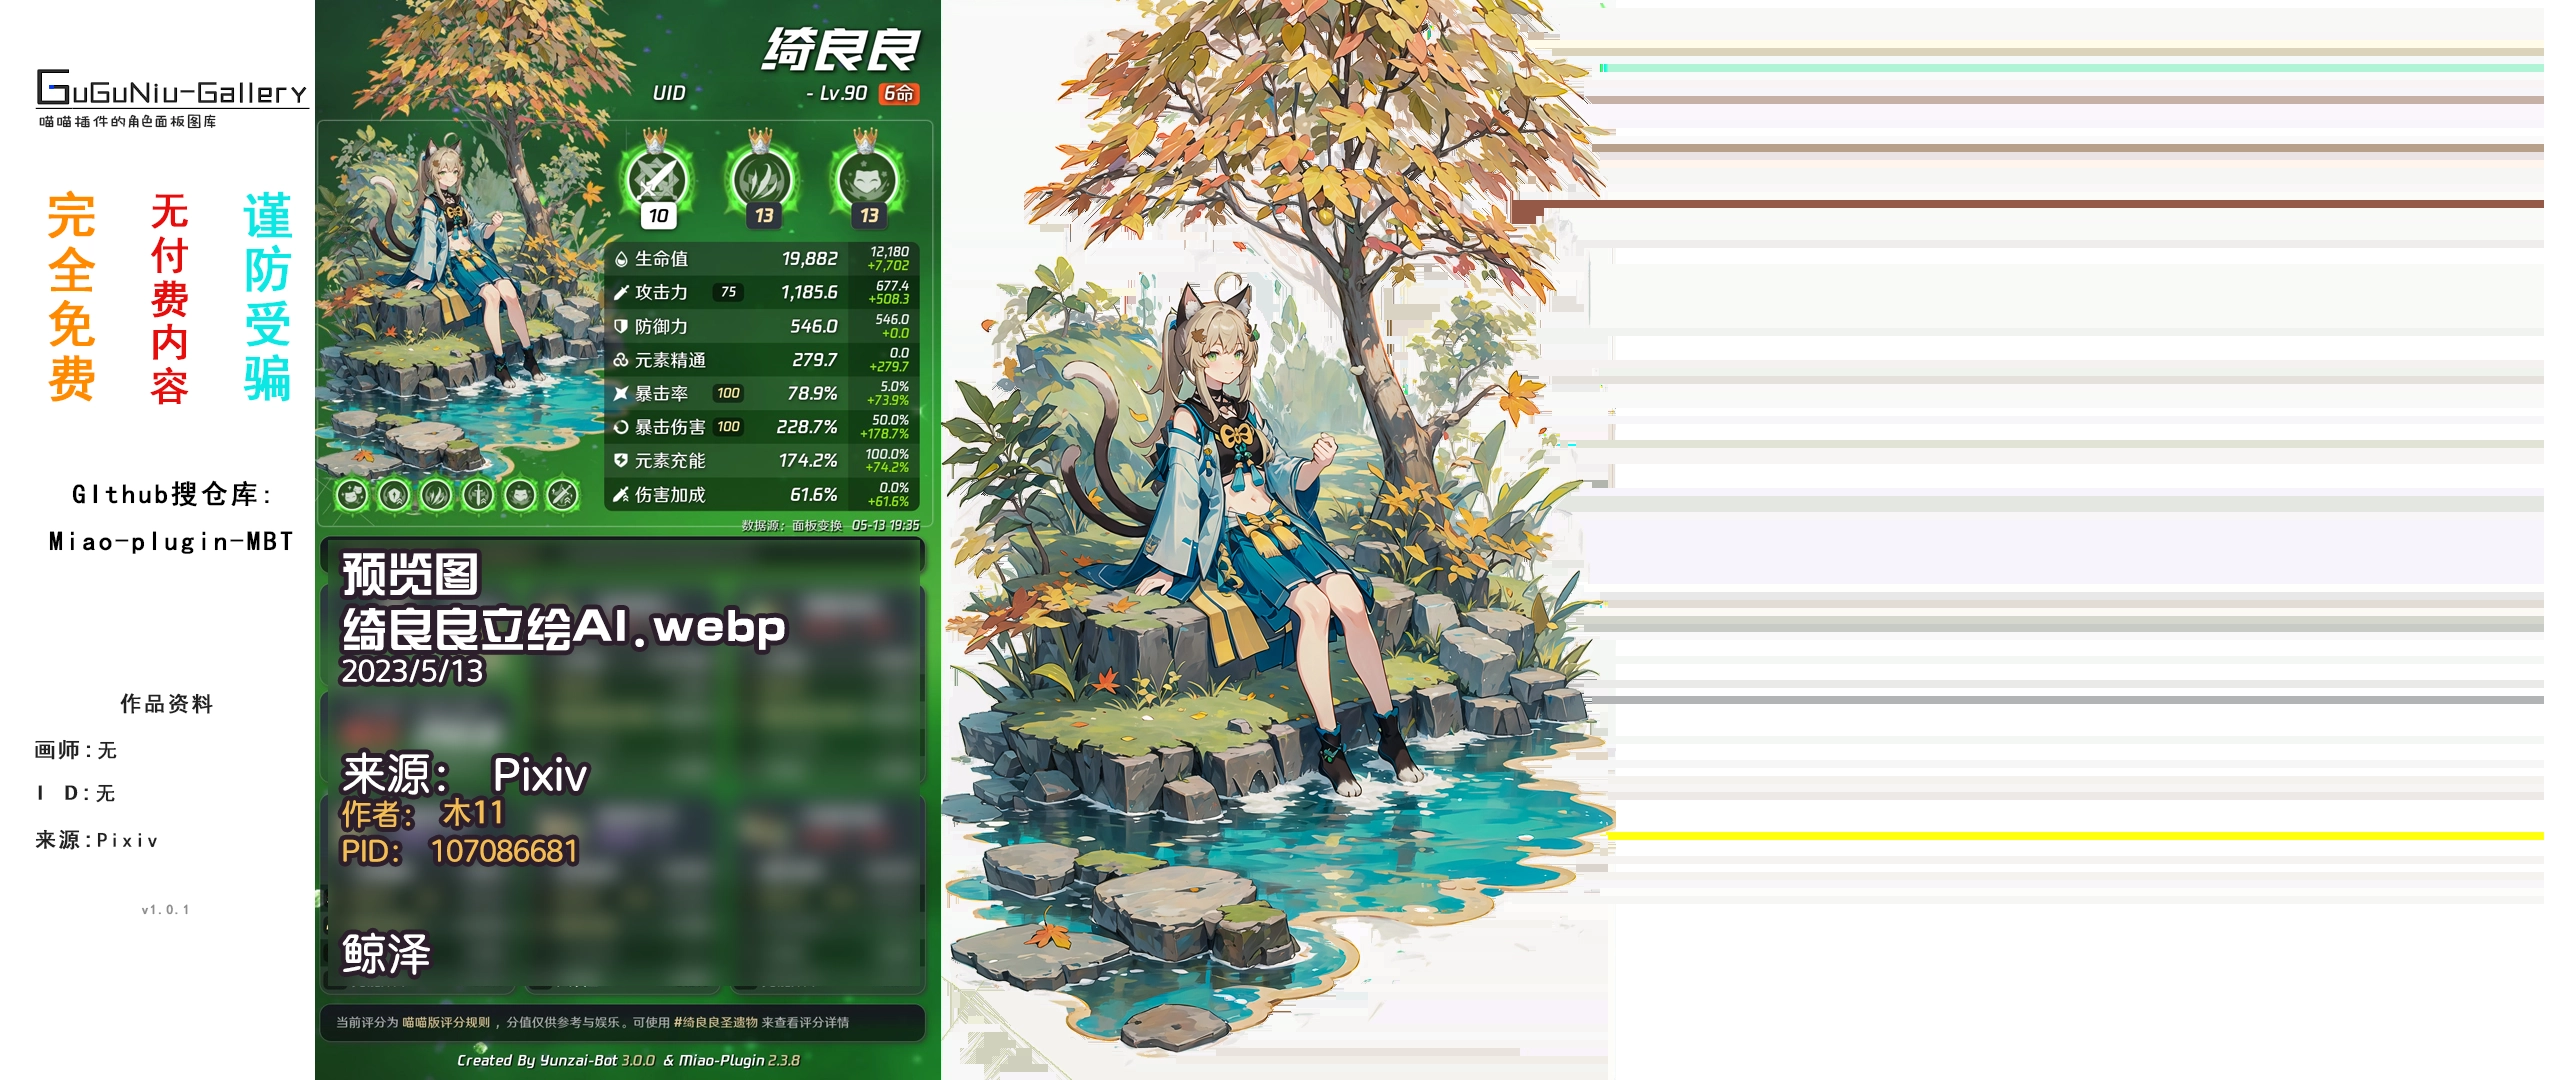 GuGuNiu-Gallery
喵喵插件的角色面板图库
完全免费
无付费内容
谨防受骗
GIthub搜仓库:
Miao-plugin-MBT
作品资料
画师:无
I D:无
来源:Pixiv
v1.0.1
绮良良
UID - Lv.90 6命
10 13 13
生命值 19,882 12,180 +7,702
攻击力 75 1,185.6 677.4 +508.3
防御力 546.0 546.0 +0.0
元素精通 279.7 0.0 +279.7
暴击率 100 78.9% 5.0% +73.9%
暴击伤害 100 228.7% 50.0% +178.7%
元素充能 174.2% 100.0% +74.2%
伤害加成 61.6% 0.0% +61.6%
数据源：面板变换 05-13 19:35
预览图
绮良良立绘AI.webp
2023/5/13
来源： Pixiv
作者： 木11
PID： 107086681
鲸泽
当前评分为 喵喵版评分规则 ，分值仅供参考与娱乐。可使用 #绮良良圣遗物 来查看评分详情
Created By Yunzai-Bot 3.0.0 & Miao-Plugin 2.3.8